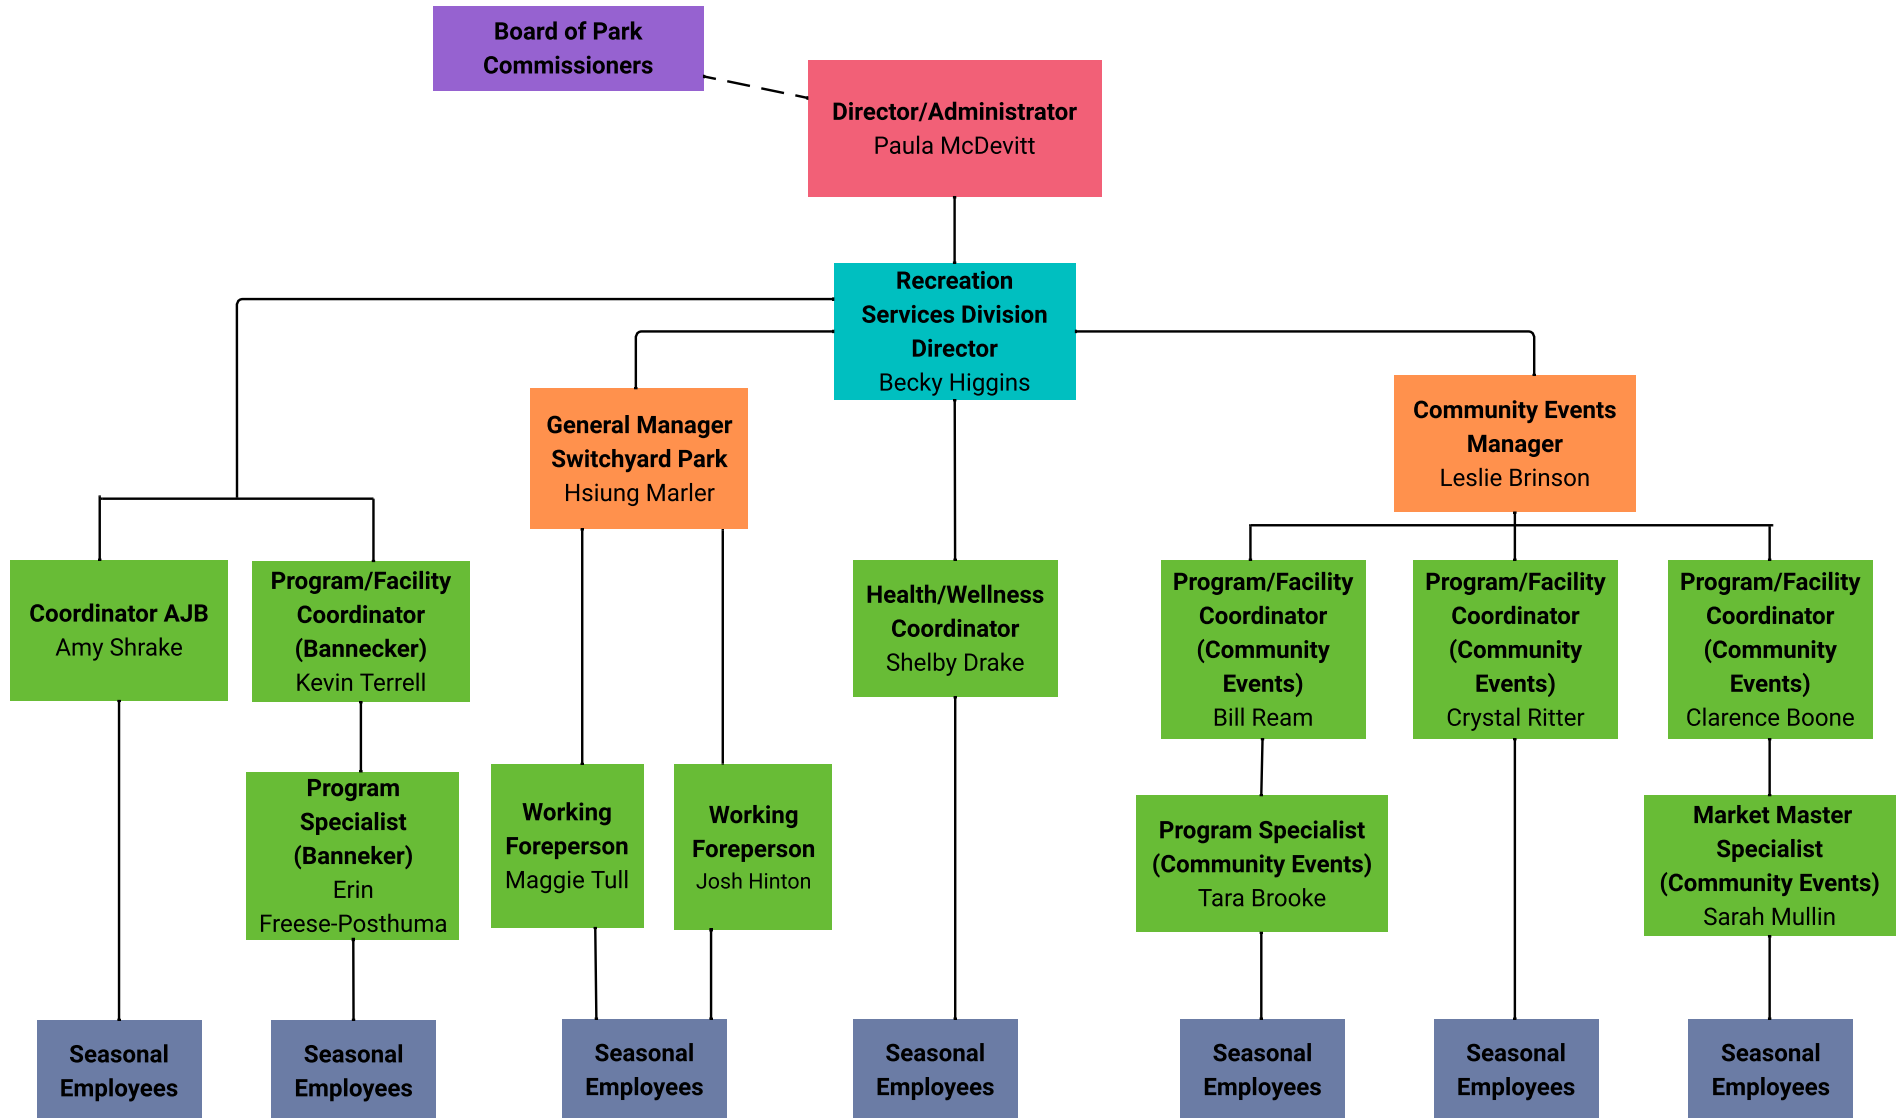 Board of Park
Commissioners
Director/Administrator
Paula McDevitt
Recreation
Services Division
Director
Becky Higgins
General Manager
Switchyard Park
Hsiung Marler
Community Events
Manager
Leslie Brinson
Coordinator AJB
Amy Shrake
Program/Facility
Coordinator
(Bannecker)
Kevin Terrell
Health/Wellness
Coordinator
Shelby Drake
Program/Facility
Coordinator
(Community
Events)
Bill Ream
Program/Facility
Coordinator
(Community
Events)
Crystal Ritter
Program/Facility
Coordinator
(Community
Events)
Clarence Boone
Program
Specialist
(Banneker)
Erin
Freese-Posthuma
Working
Foreperson
Maggie Tull
Working
Foreperson
Josh Hinton
Program Specialist
(Community Events)
Tara Brooke
Market Master
Specialist
(Community Events)
Sarah Mullin
Seasonal
Employees
Seasonal
Employees
Seasonal
Employees
Seasonal
Employees
Seasonal
Employees
Seasonal
Employees
Seasonal
Employees